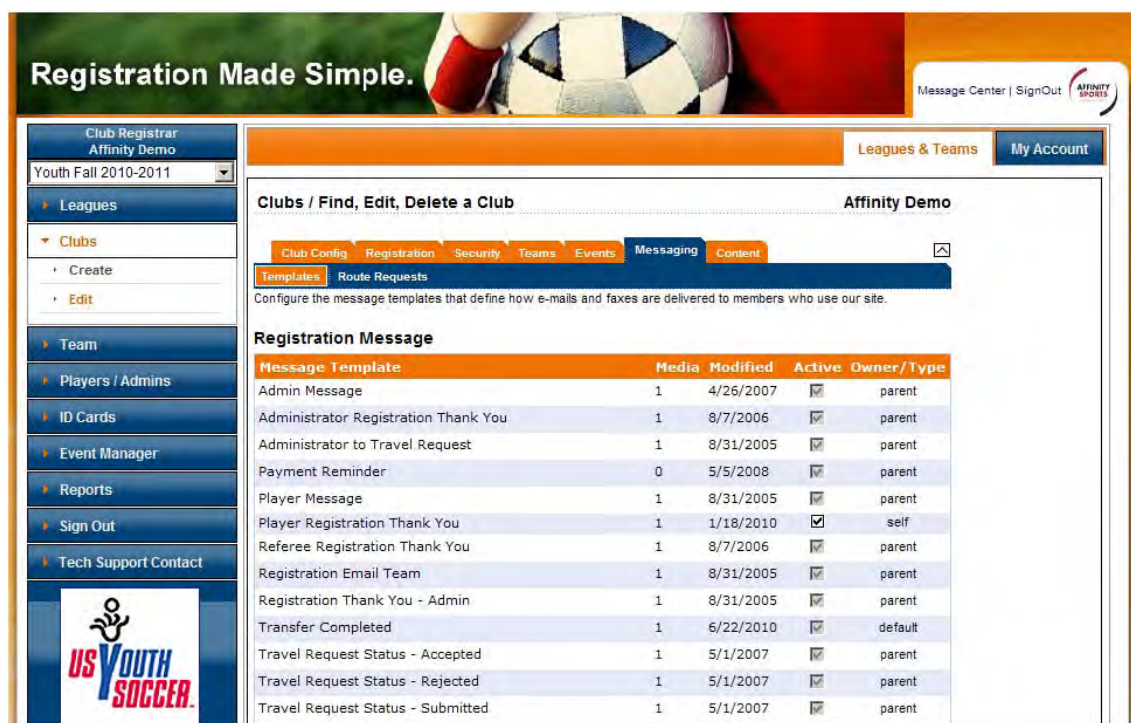 Registration Made Simple.
Message Center | SignOut
AFFINITY
SPORTS
Club Registrar
Affinity Demo
Youth Fall 2010-2011
Leagues & Teams
My Account
Leagues
Clubs
Create
Edit
Team
Players / Admins
ID Cards
Event Manager
Reports
Sign Out
Tech Support Contact
US YOUTH
SOCCER.
Clubs / Find, Edit, Delete a Club Affinity Demo
Club Config Registration Security Teams Events Messaging Content
Templates Route Requests
Configure the message templates that define how e-mails and faxes are delivered to members who use our site.
Registration Message
Message Template Media Modified Active Owner/Type
Admin Message 1 4/26/2007 parent
Administrator Registration Thank You 1 8/7/2006 parent
Administrator to Travel Request 1 8/31/2005 parent
Payment Reminder 0 5/5/2008 parent
Player Message 1 8/31/2005 parent
Player Registration Thank You 1 1/18/2010 self
Referee Registration Thank You 1 8/7/2006 parent
Registration Email Team 1 8/31/2005 parent
Registration Thank You - Admin 1 8/31/2005 parent
Transfer Completed 1 6/22/2010 default
Travel Request Status - Accepted 1 5/1/2007 parent
Travel Request Status - Rejected 1 5/1/2007 parent
Travel Request Status - Submitted 1 5/1/2007 parent